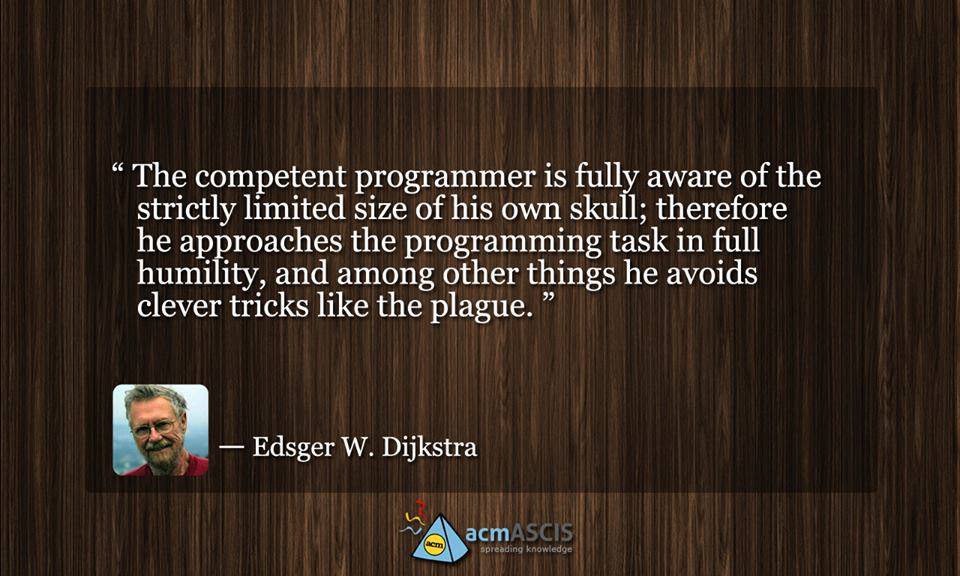 “ The competent programmer is fully aware of the
strictly limited size of his own skull; therefore
he approaches the programming task in full
humility, and among other things he avoids
clever tricks like the plague. ”
— Edsger W. Dijkstra
acm
acmASCIS
spreading knowledge